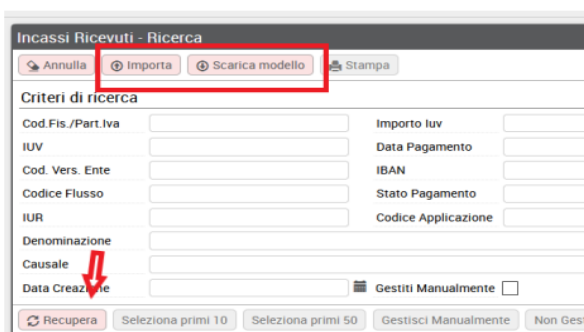 Incassi Ricevuti - Ricerca
Annulla Importa Scarica modello Stampa
Criteri di ricerca
Cod.Fis./Part.Iva Importo Iuv
IUV Data Pagamento
Cod. Vers. Ente IBAN
Codice Flusso Stato Pagamento
IUR Codice Applicazione
Denominazione
Causale
Data Creazione Gestiti Manualmente
Recupera Seleziona primi 10 Seleziona primi 50 Gestisci Manualmente Non Ges